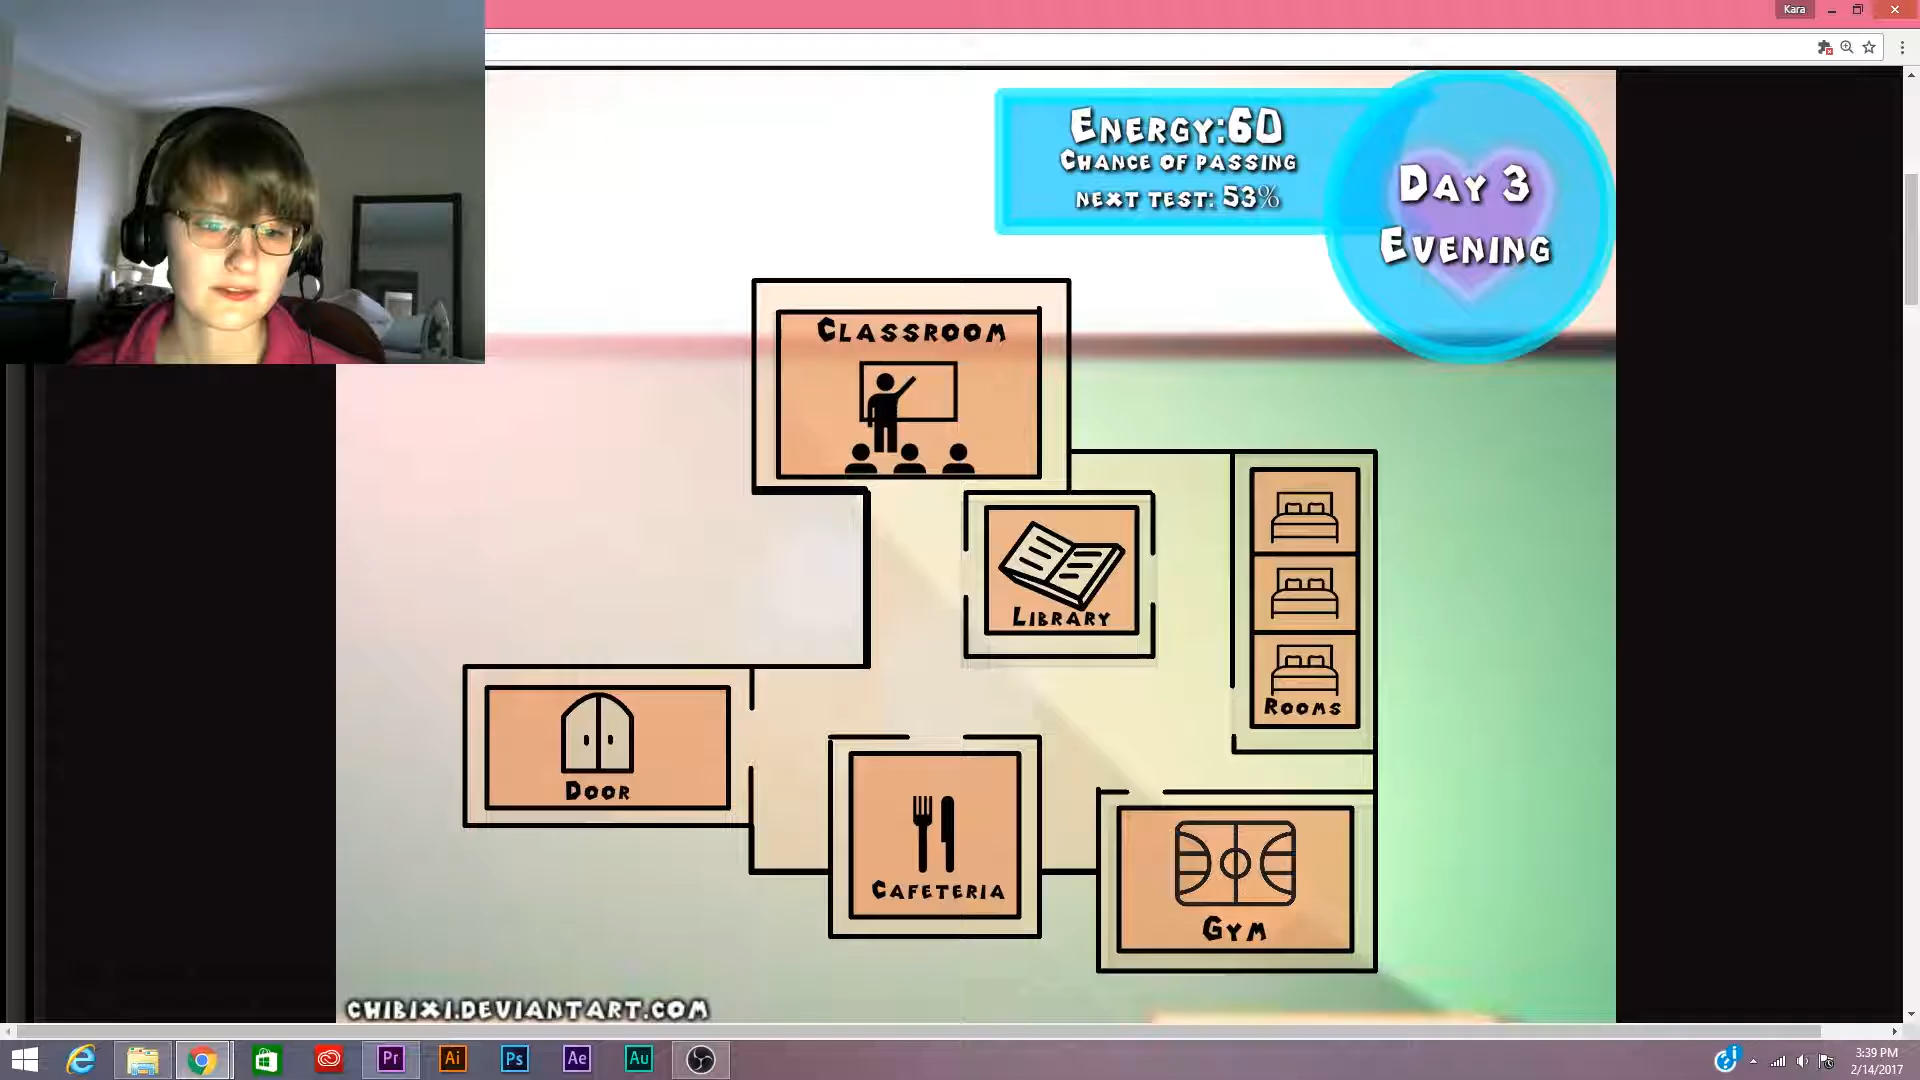 Kara
Energy:60
Chance of passing
next test: 53%
Day 3
Evening
Classroom
Library
Rooms
Door
Cafeteria
Gym
chibixi.deviantart.com
Pr
Ai
Ps
Ae
Au
3:39 PM
2/14/2017